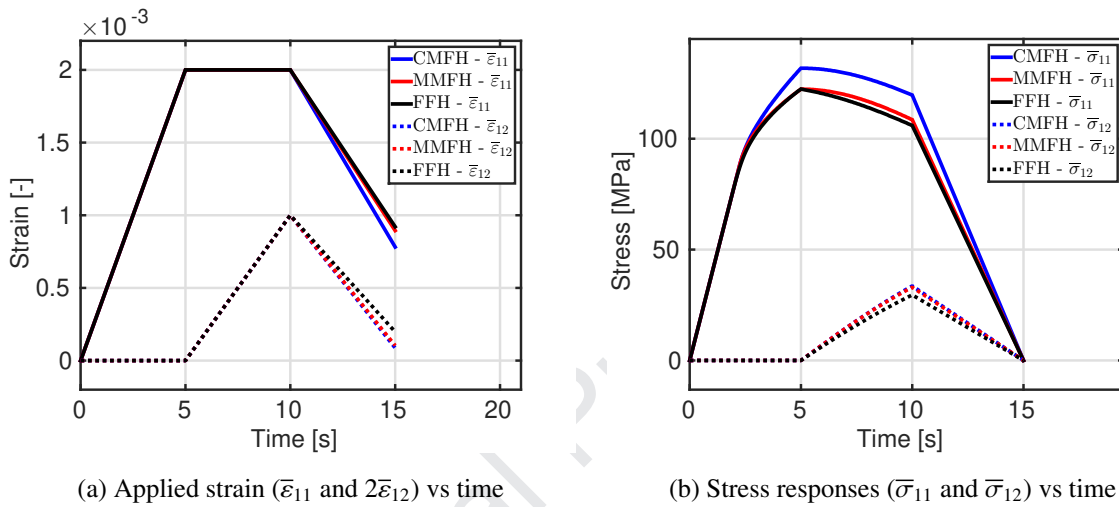 ×10⁻³
2
1.5
1
0.5
0
Strain [-]
0 5 10 15 20
Time [s]
CMFH - ε̅₁₁
MMFH - ε̅₁₁
FFH - ε̅₁₁
CMFH - ε̅₁₂
MMFH - ε̅₁₂
FFH - ε̅₁₂
(a) Applied strain (ε̅₁₁ and 2ε̅₁₂) vs time
100
50
0
Stress [MPa]
0 5 10 15
Time [s]
CMFH - σ̅₁₁
MMFH - σ̅₁₁
FFH - σ̅₁₁
CMFH - σ̅₁₂
MMFH - σ̅₁₂
FFH - σ̅₁₂
(b) Stress responses (σ̅₁₁ and σ̅₁₂) vs time